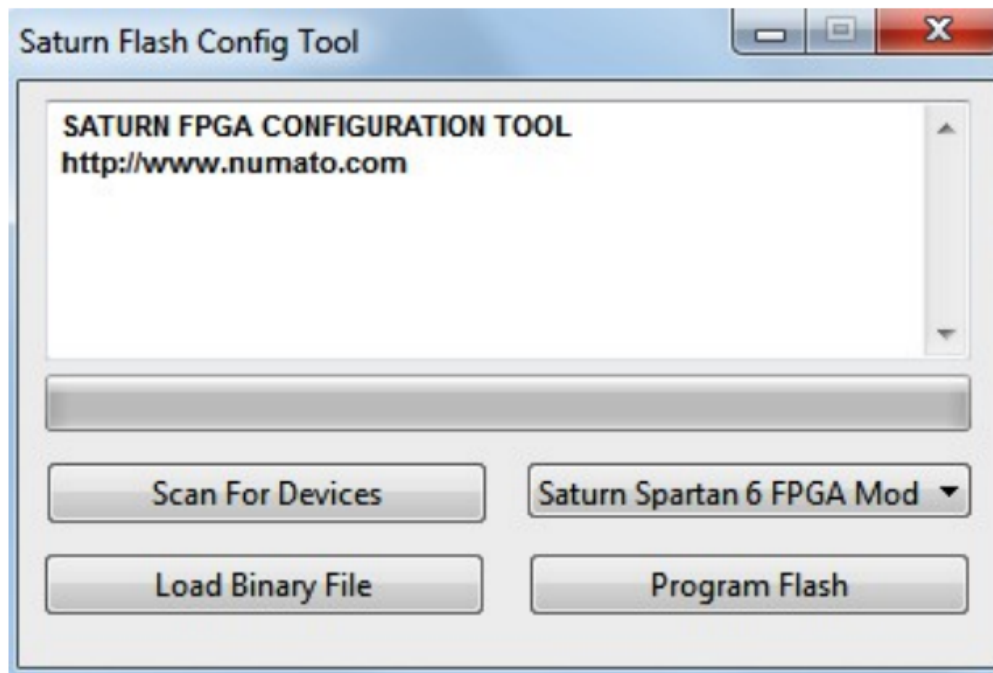 Saturn Flash Config Tool
SATURN FPGA CONFIGURATION TOOL
http://www.numato.com
Scan For Devices
Saturn Spartan 6 FPGA Mod
Load Binary File
Program Flash